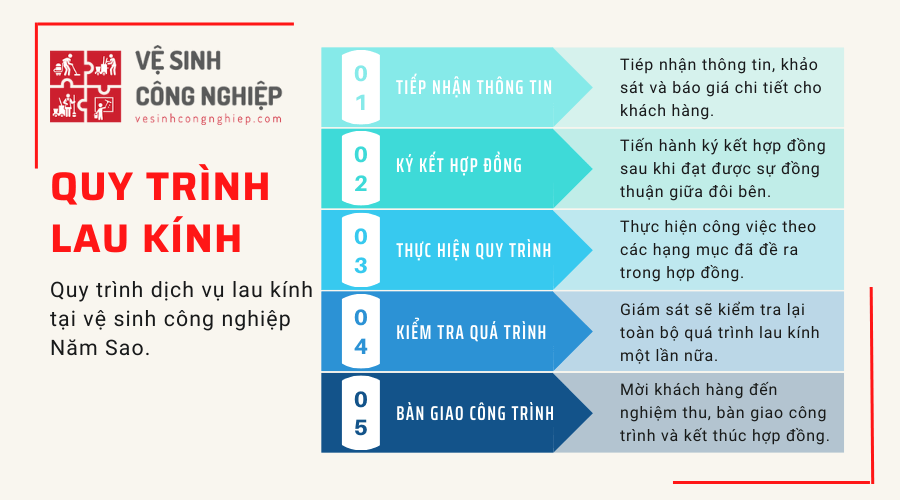 VỆ SINH
CÔNG NGHIỆP
vesinhcongnghiep.com
QUY TRÌNH
LAU KÍNH
Quy trình dịch vụ lau kính
tại vệ sinh công nghiệp
Năm Sao.
01
TIẾP NHẬN THÔNG TIN
Tiép nhận thông tin, khảo
sát và báo giá chi tiết cho
khách hàng.
02
KÝ KẾT HỢP ĐỒNG
Tiến hành ký kết hợp đồng
sau khi đạt được sự đồng
thuận giữa đôi bên.
03
THỰC HIỆN QUY TRÌNH
Thực hiện công việc theo
các hạng mục đã đề ra
trong hợp đồng.
04
KIỂM TRA QUÁ TRÌNH
Giám sát sẽ kiểm tra lại
toàn bộ quá trình lau kính
một lần nữa.
05
BÀN GIAO CÔNG TRÌNH
Mời khách hàng đến
nghiệm thu, bàn giao công
trình và kết thúc hợp đồng.